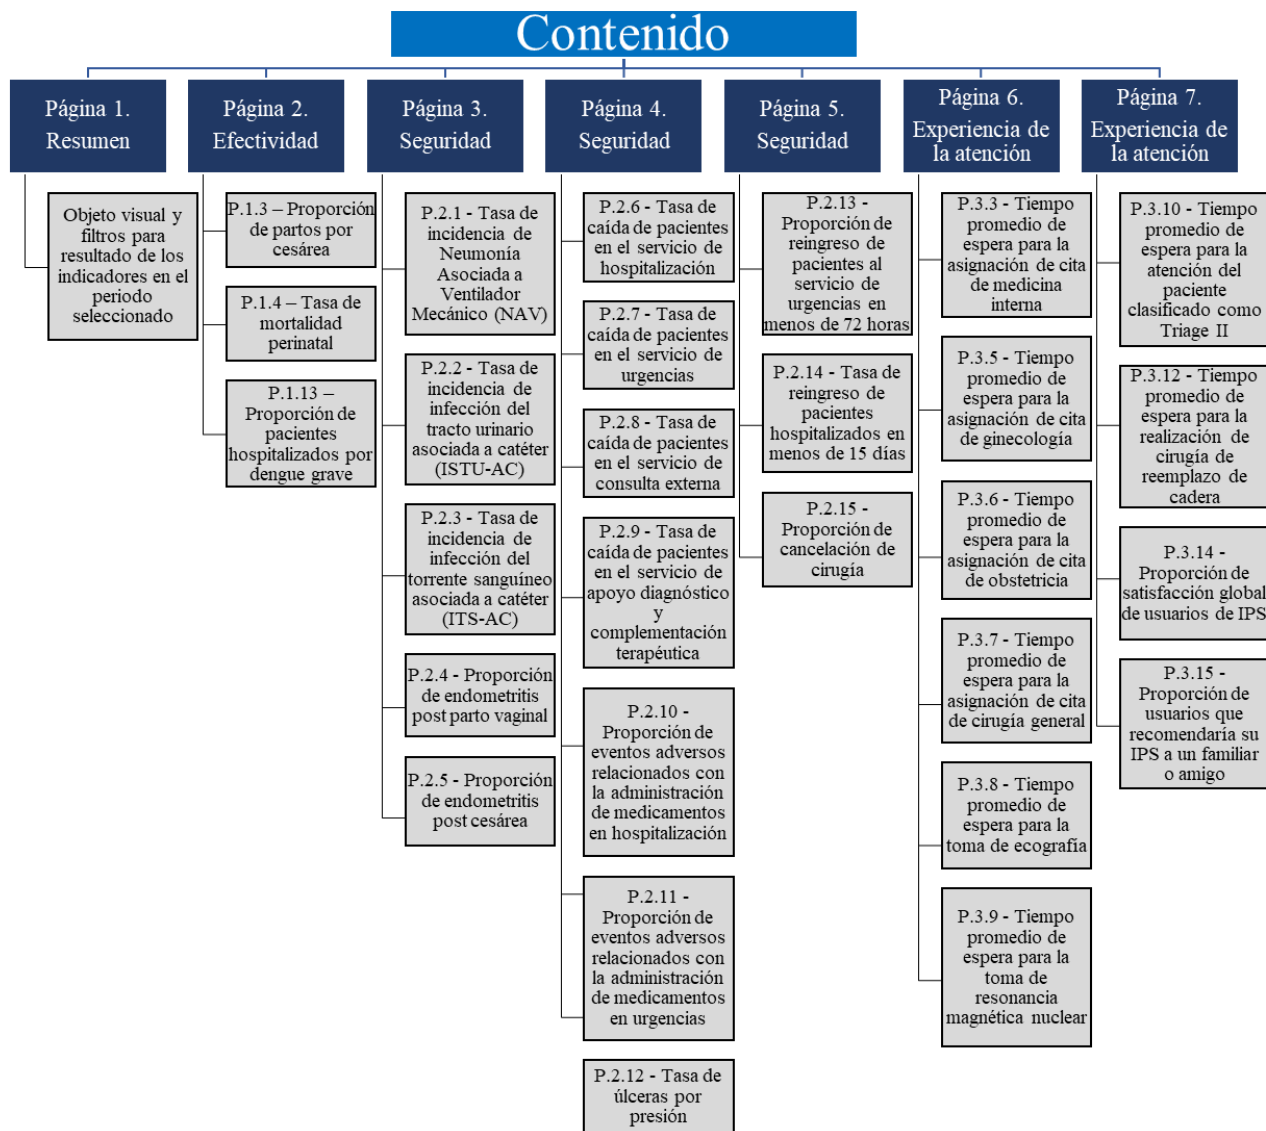 Contenido
Página 1.
Resumen
Objeto visual y
filtros para
resultado de los
indicadores en el
periodo
seleccionado
Página 2.
Efectividad
P.1.3 – Proporción
de partos por
cesárea
P.1.4 – Tasa de
mortalidad
perinatal
P.1.13 –
Proporción de
pacientes
hospitalizados por
dengue grave
Página 3.
Seguridad
P.2.1 - Tasa de
incidencia de
Neumonía
Asociada a
Ventilador
Mecánico (NAV)
P.2.2 - Tasa de
incidencia de
infección del
tracto urinario
asociada a catéter
(ISTU-AC)
P.2.3 - Tasa de
incidencia de
infección del
torrente sanguíneo
asociada a catéter
(ITS-AC)
P.2.4 - Proporción
de endometritis
post parto vaginal
P.2.5 - Proporción
de endometritis
post cesárea
Página 4.
Seguridad
P.2.6 - Tasa de
caída de pacientes
en el servicio de
hospitalización
P.2.7 - Tasa de
caída de pacientes
en el servicio de
urgencias
P.2.8 - Tasa de
caída de pacientes
en el servicio de
consulta externa
P.2.9 - Tasa de
caída de pacientes
en el servicio de
apoyo diagnóstico
y
complementación
terapéutica
P.2.10 -
Proporción de
eventos adversos
relacionados con
la administración
de medicamentos
en hospitalización
P.2.11 -
Proporción de
eventos adversos
relacionados con
la administración
de medicamentos
en urgencias
P.2.12 - Tasa de
úlceras por
presión
Página 5.
Seguridad
P.2.13 -
Proporción de
reingreso de
pacientes al
servicio de
urgencias en
menos de 72 horas
P.2.14 - Tasa de
reingreso de
pacientes
hospitalizados en
menos de 15 días
P.2.15 -
Proporción de
cancelación de
cirugía
Página 6.
Experiencia de
la atención
P.3.3 - Tiempo
promedio de
espera para la
asignación de cita
de medicina
interna
P.3.5 - Tiempo
promedio de
espera para la
asignación de cita
de ginecología
P.3.6 - Tiempo
promedio de
espera para la
asignación de cita
de obstetricia
P.3.7 - Tiempo
promedio de
espera para la
asignación de cita
de cirugía general
P.3.8 - Tiempo
promedio de
espera para la
toma de ecografía
P.3.9 - Tiempo
promedio de
espera para la
toma de
resonancia
magnética nuclear
Página 7.
Experiencia de
la atención
P.3.10 - Tiempo
promedio de
espera para la
atención del
paciente
clasificado como
Triage II
P.3.12 - Tiempo
promedio de
espera para la
realización de
cirugía de
reemplazo de
cadera
P.3.14 -
Proporción de
satisfacción global
de usuarios de IPS
P.3.15 -
Proporción de
usuarios que
recomendaría su
IPS a un familiar
o amigo